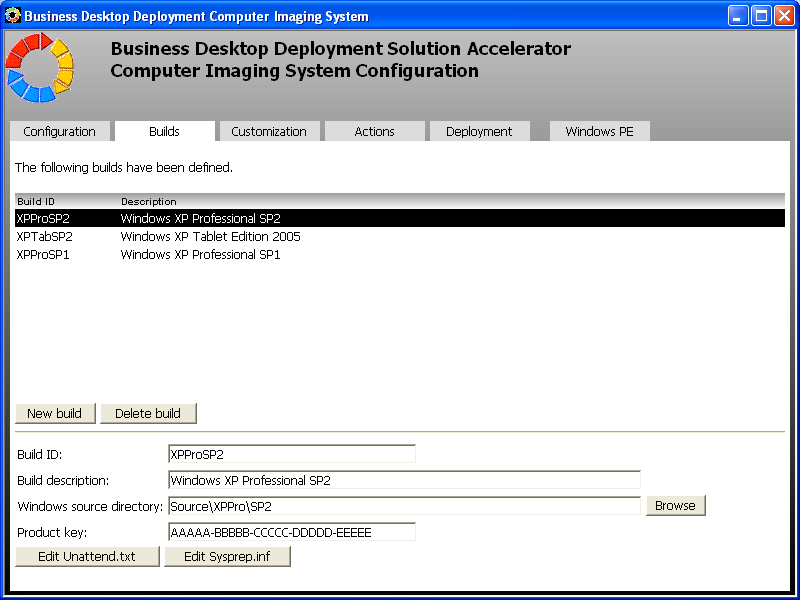 Business Desktop Deployment Computer Imaging System
Business Desktop Deployment Solution Accelerator
Computer Imaging System Configuration
Configuration Builds Customization Actions Deployment Windows PE
The following builds have been defined.
Build ID Description
XPProSP2 Windows XP Professional SP2
XPTabSP2 Windows XP Tablet Edition 2005
XPProSP1 Windows XP Professional SP1
New build Delete build
Build ID: XPProSP2
Build description: Windows XP Professional SP2
Windows source directory: Source\XPPro\SP2 Browse
Product key: AAAAA-BBBBB-CCCCC-DDDDD-EEEEE
Edit Unattend.txt Edit Sysprep.inf